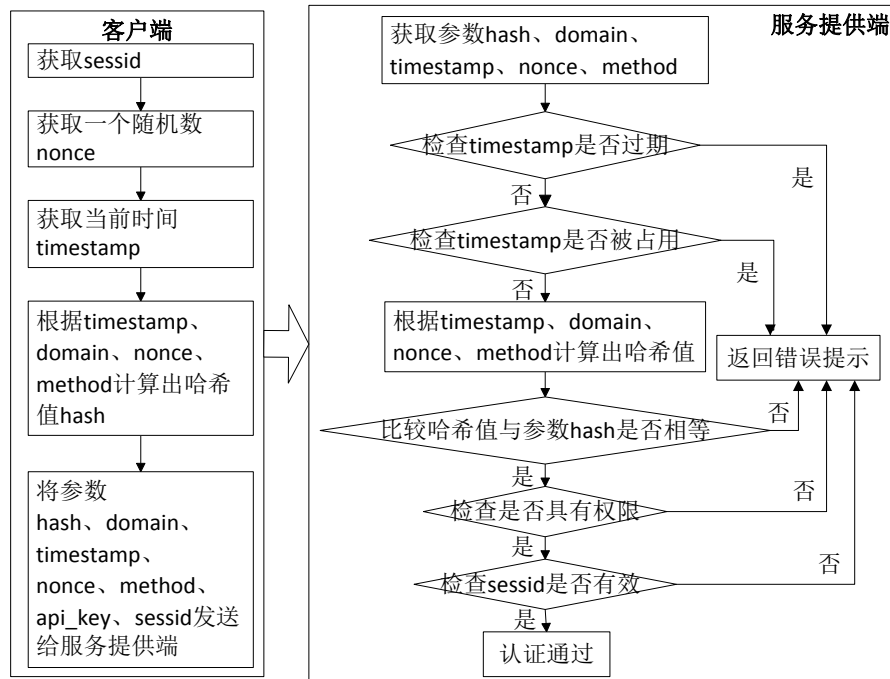 客户端
获取sessid
获取一个随机数
nonce
获取当前时间
timestamp
根据timestamp、
domain、nonce、
method计算出哈希
值hash
将参数
hash、domain、
timestamp、
nonce、method、
api_key、sessid发送
给服务提供端
服务提供端
获取参数hash、domain、
timestamp、nonce、method
检查timestamp是否过期
是
否
检查timestamp是否被占用
是
否
根据timestamp、domain、
nonce、method计算出哈希值
返回错误提示
比较哈希值与参数hash是否相等
否
是
检查是否具有权限
否
是
检查sessid是否有效
否
是
认证通过